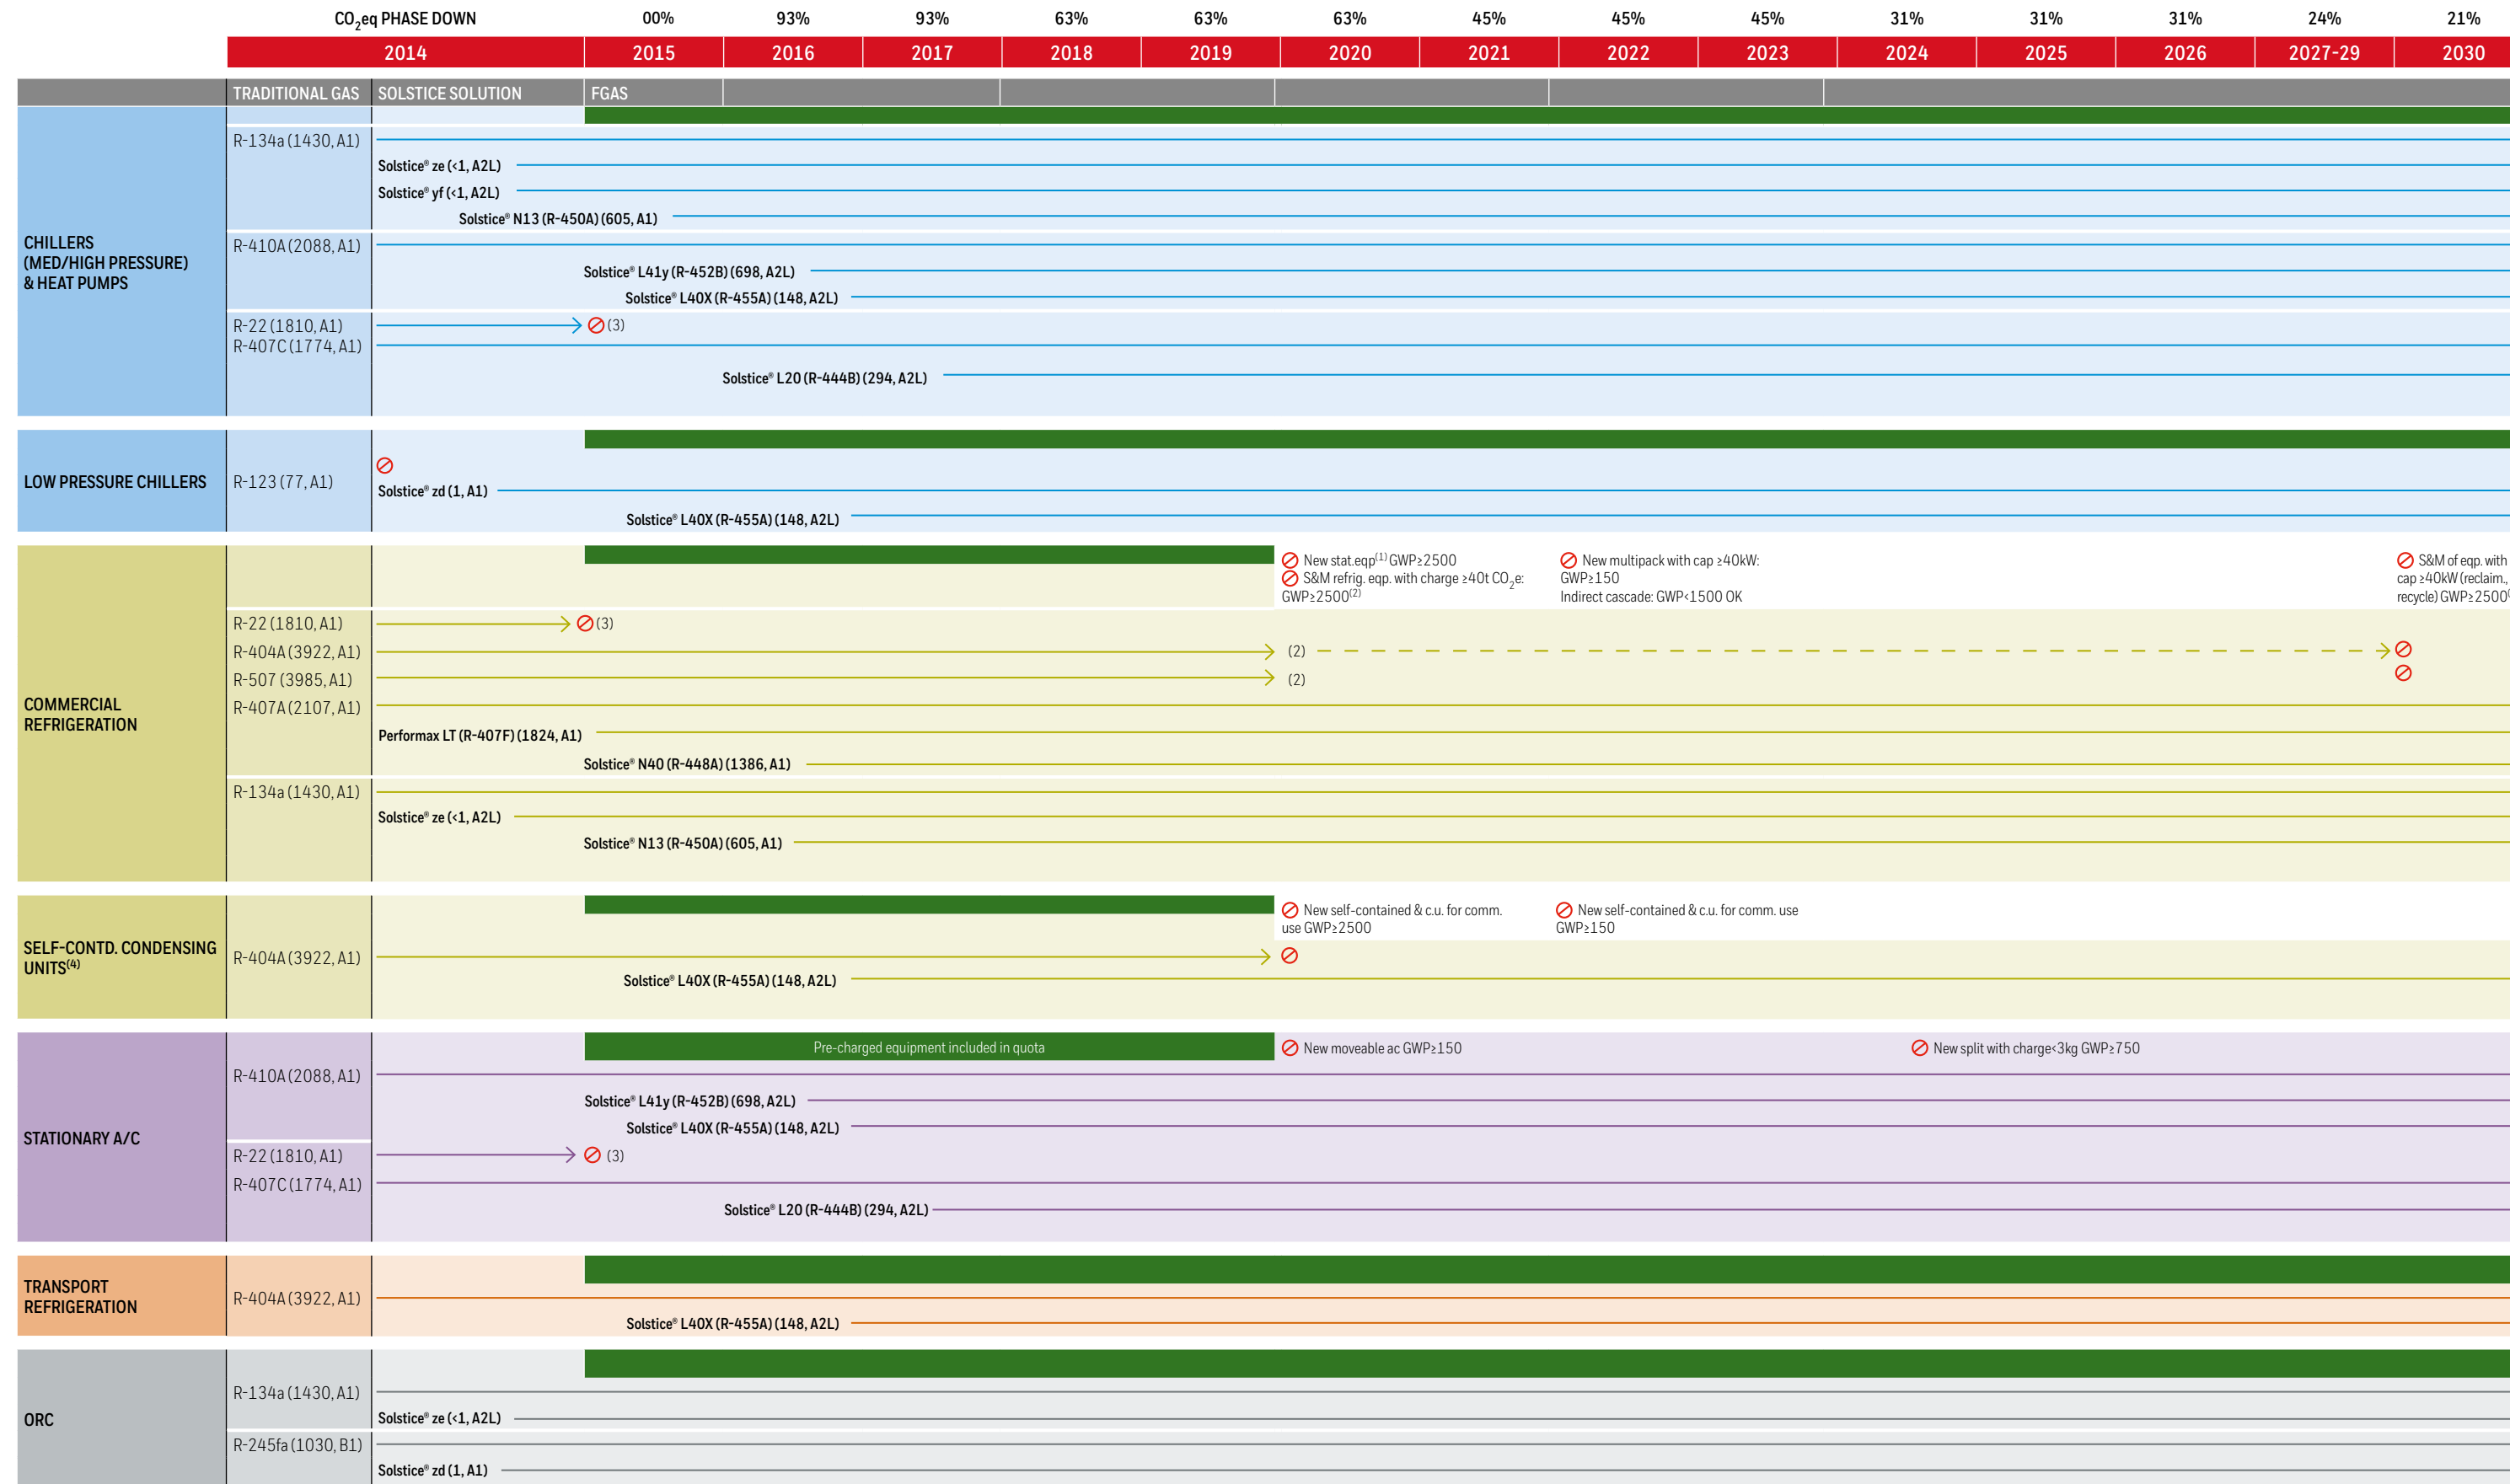 CO2eq PHASE DOWN 00% 93% 93% 63% 63% 63% 45% 45% 45% 31% 31% 31% 24% 21%
2014 2015 2016 2017 2018 2019 2020 2021 2022 2023 2024 2025 2026 2027-29 2030
TRADITIONAL GAS SOLSTICE SOLUTION FGAS
CHILLERS
(MED/HIGH PRESSURE)
& HEAT PUMPS
R-134a (1430, A1)
Solstice® ze (<1, A2L)
Solstice® yf (<1, A2L)
Solstice® N13 (R-450A) (605, A1)
R-410A (2088, A1)
Solstice® L41y (R-452B) (698, A2L)
Solstice® L40X (R-455A) (148, A2L)
R-22 (1810, A1) (3)
R-407C (1774, A1)
Solstice® L20 (R-444B) (294, A2L)
LOW PRESSURE CHILLERS
R-123 (77, A1)
Solstice® zd (1, A1)
Solstice® L40X (R-455A) (148, A2L)
COMMERCIAL
REFRIGERATION
New stat.eqp(1) GWP≥2500
S&M refrig. eqp. with charge ≥40t CO2e:
GWP≥2500(2)
New multipack with cap ≥40kW:
GWP≥150
Indirect cascade: GWP<1500 OK
S&M of eqp. with
cap ≥40kW (reclaim.,
recycle) GWP≥2500(
R-22 (1810, A1) (3)
R-404A (3922, A1) (2)
R-507 (3985, A1) (2)
R-407A (2107, A1)
Performax LT (R-407F) (1824, A1)
Solstice® N40 (R-448A) (1386, A1)
R-134a (1430, A1)
Solstice® ze (<1, A2L)
Solstice® N13 (R-450A) (605, A1)
SELF-CONTD. CONDENSING
UNITS(4)
New self-contained & c.u. for comm.
use GWP≥2500
New self-contained & c.u. for comm. use
GWP≥150
R-404A (3922, A1)
Solstice® L40X (R-455A) (148, A2L)
STATIONARY A/C
Pre-charged equipment included in quota
New moveable ac GWP≥150
New split with charge<3kg GWP≥750
R-410A (2088, A1)
Solstice® L41y (R-452B) (698, A2L)
Solstice® L40X (R-455A) (148, A2L)
R-22 (1810, A1) (3)
R-407C (1774, A1)
Solstice® L20 (R-444B) (294, A2L)
TRANSPORT
REFRIGERATION
R-404A (3922, A1)
Solstice® L40X (R-455A) (148, A2L)
ORC
R-134a (1430, A1)
Solstice® ze (<1, A2L)
R-245fa (1030, B1)
Solstice® zd (1, A1)